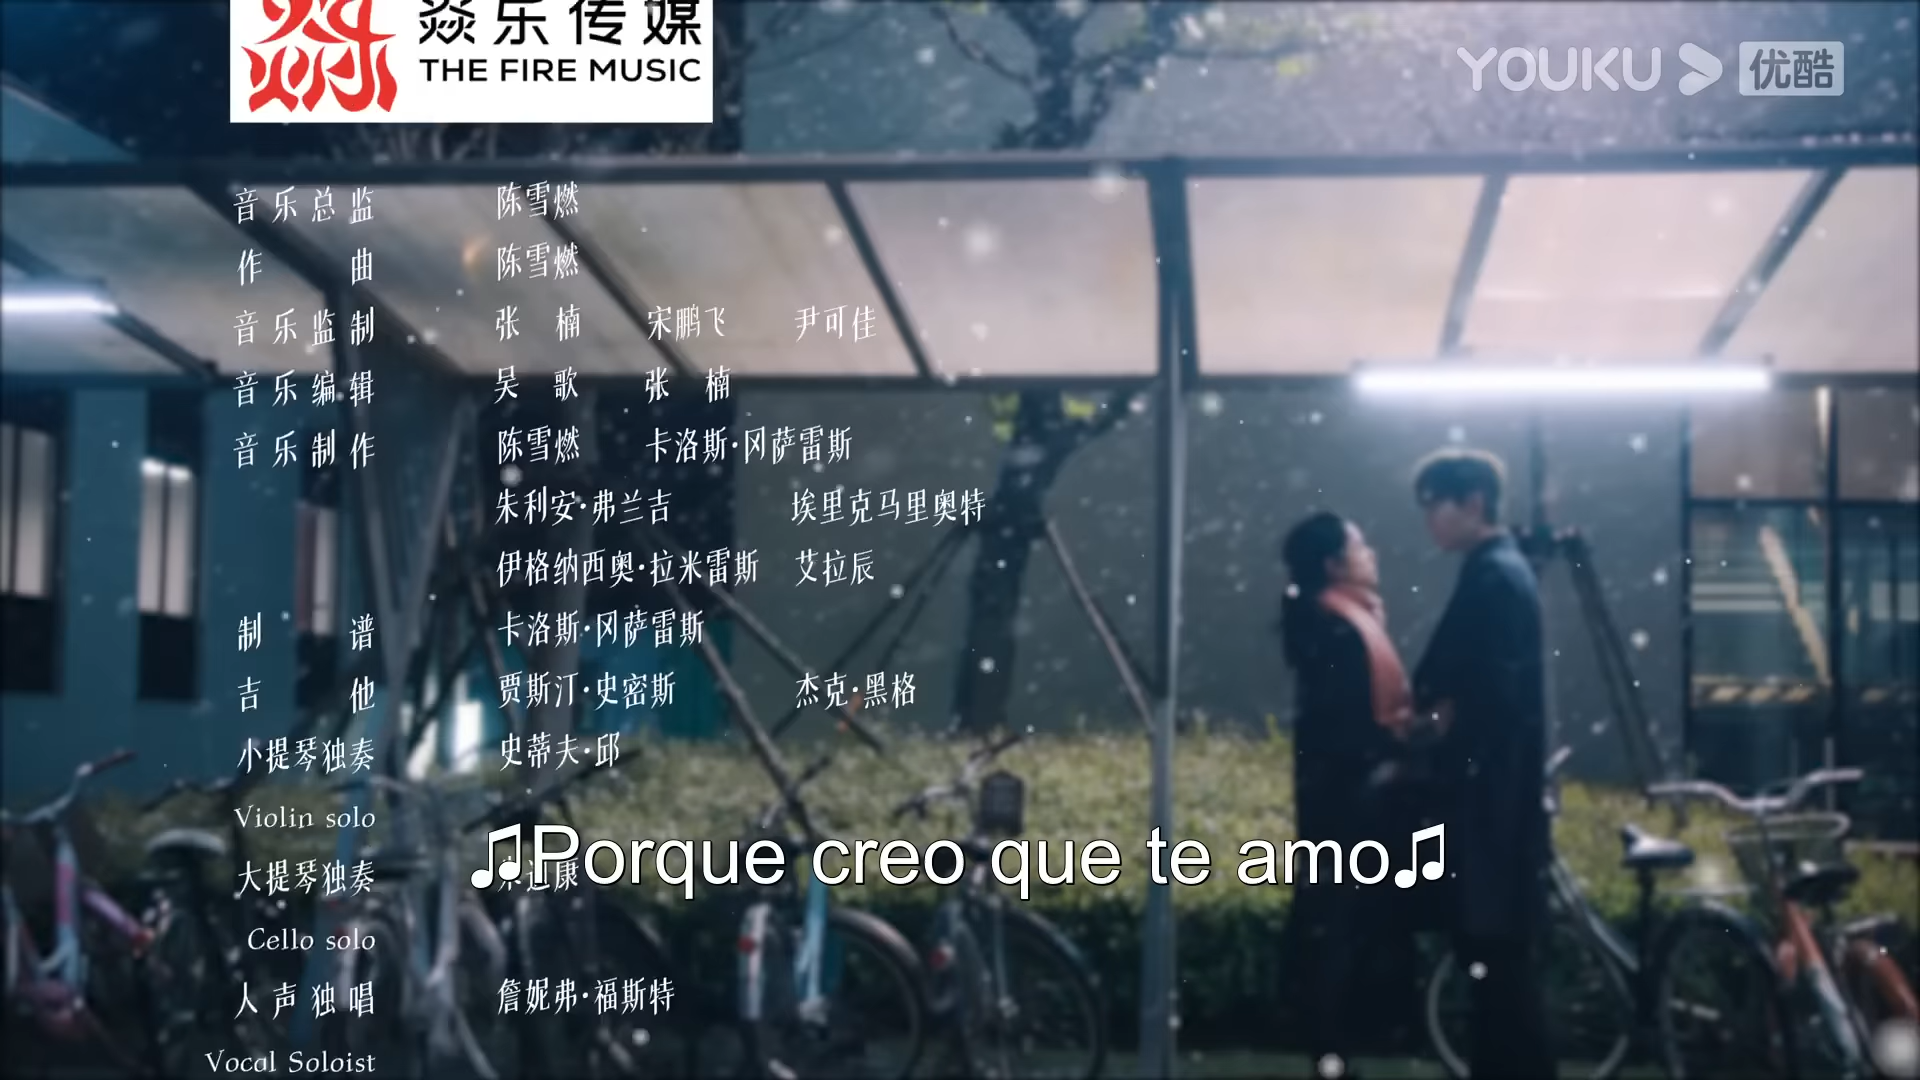 焱乐传媒
THE FIRE MUSIC
YOUKU 优酷
音乐总监 陈雪燃
作曲 陈雪燃
音乐监制 张楠 宋鹏飞 尹可佳
音乐编辑 吴歌 张楠
音乐制作 陈雪燃 卡洛斯·冈萨雷斯
朱利安·弗兰吉 埃里克马里奥特
伊格纳西奥·拉米雷斯 艾拉辰
制谱 卡洛斯·冈萨雷斯
吉他 贾斯汀·史密斯 杰克·黑格
小提琴独奏 史蒂夫·邱
Violin solo
♫Porque creo que te amo♫
大提琴独奏 康
Cello solo
人声独唱 詹妮弗·福斯特
Vocal Soloist